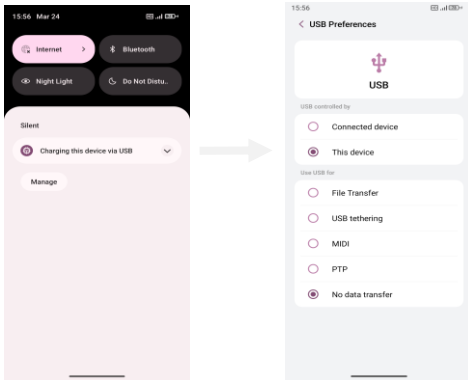 15:56 Mar 24
Internet
Bluetooth
Night Light
Do Not Distu..
Silent
Charging this device via USB
Manage
15:56
USB Preferences
USB
USB controlled by
Connected device
This device
Use USB for
File Transfer
USB tethering
MIDI
PTP
No data transfer